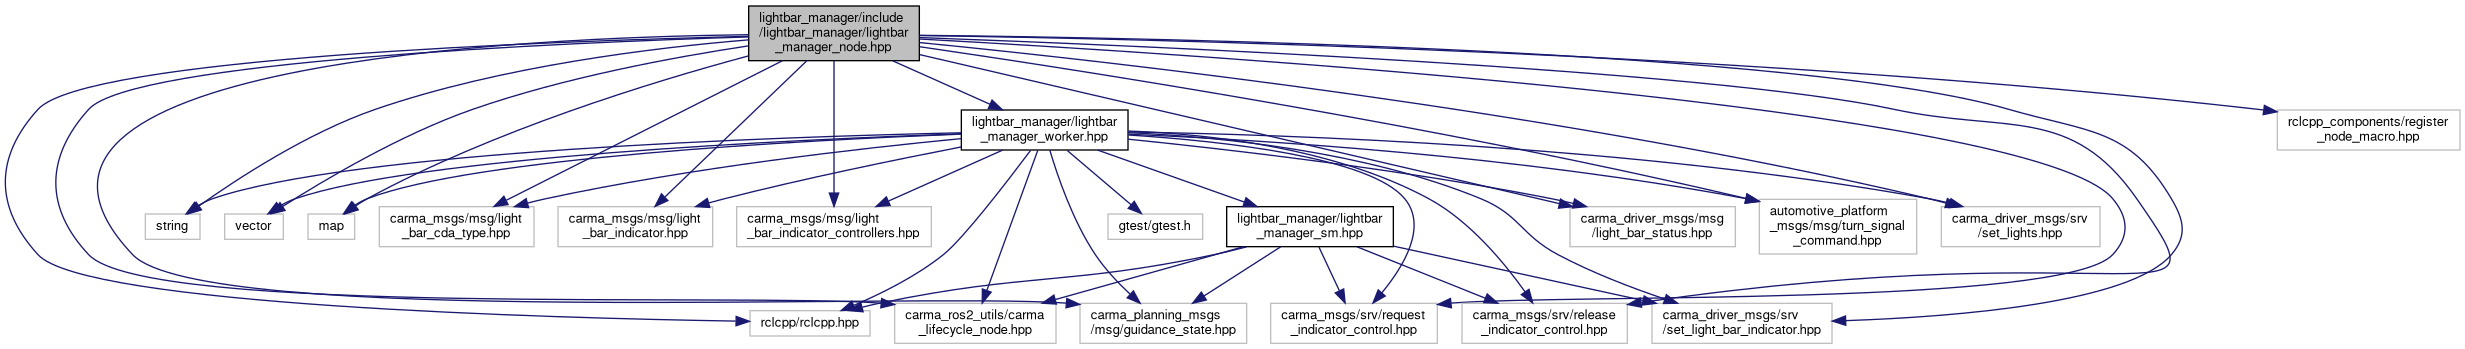 lightbar_manager/include
/lightbar_manager/lightbar
_manager_node.hpp
lightbar_manager/lightbar
_manager_worker.hpp
rclcpp_components/register
_node_macro.hpp
string
vector
map
carma_msgs/msg/light
_bar_cda_type.hpp
carma_msgs/msg/light
_bar_indicator.hpp
carma_msgs/msg/light
_bar_indicator_controllers.hpp
gtest/gtest.h
lightbar_manager/lightbar
_manager_sm.hpp
carma_driver_msgs/msg
/light_bar_status.hpp
automotive_platform
_msgs/msg/turn_signal
_command.hpp
carma_driver_msgs/srv
/set_lights.hpp
rclcpp/rclcpp.hpp
carma_ros2_utils/carma
_lifecycle_node.hpp
carma_planning_msgs
/msg/guidance_state.hpp
carma_msgs/srv/request
_indicator_control.hpp
carma_msgs/srv/release
_indicator_control.hpp
carma_driver_msgs/srv
/set_light_bar_indicator.hpp